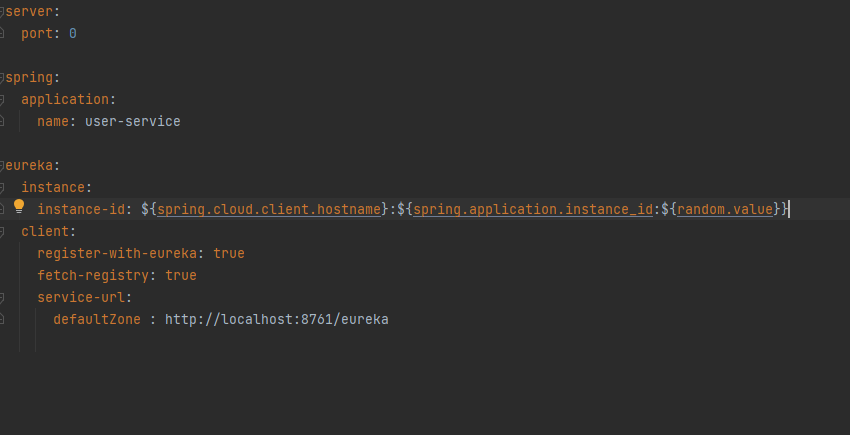 server:
  port: 0
spring:
  application:
    name: user-service
eureka:
  instance:
    instance-id: ${spring.cloud.client.hostname}:${spring.application.instance_id:${random.value}}
  client:
    register-with-eureka: true
    fetch-registry: true
    service-url:
      defaultZone : http://localhost:8761/eureka